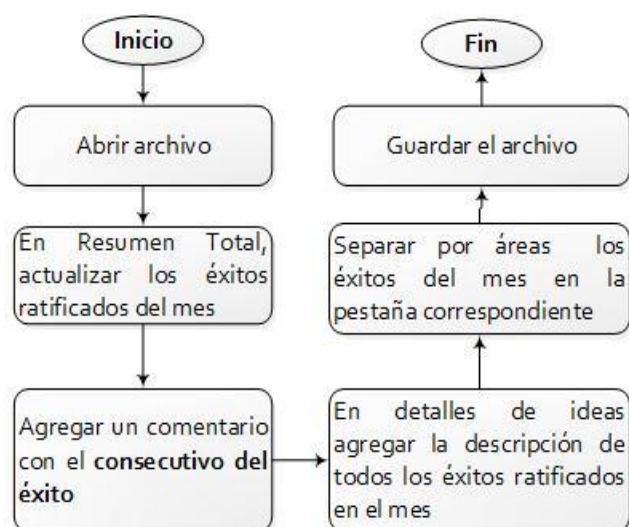 Inicio
Abrir archivo
En Resumen Total,
actualizar los éxitos
ratificados del mes
Agregar un comentario
con el consecutivo del
éxito
En detalles de ideas
agregar la descripción de
todos los éxitos ratificados
en el mes
Separar por áreas los
éxitos del mes en la
pestaña correspondiente
Guardar el archivo
Fin